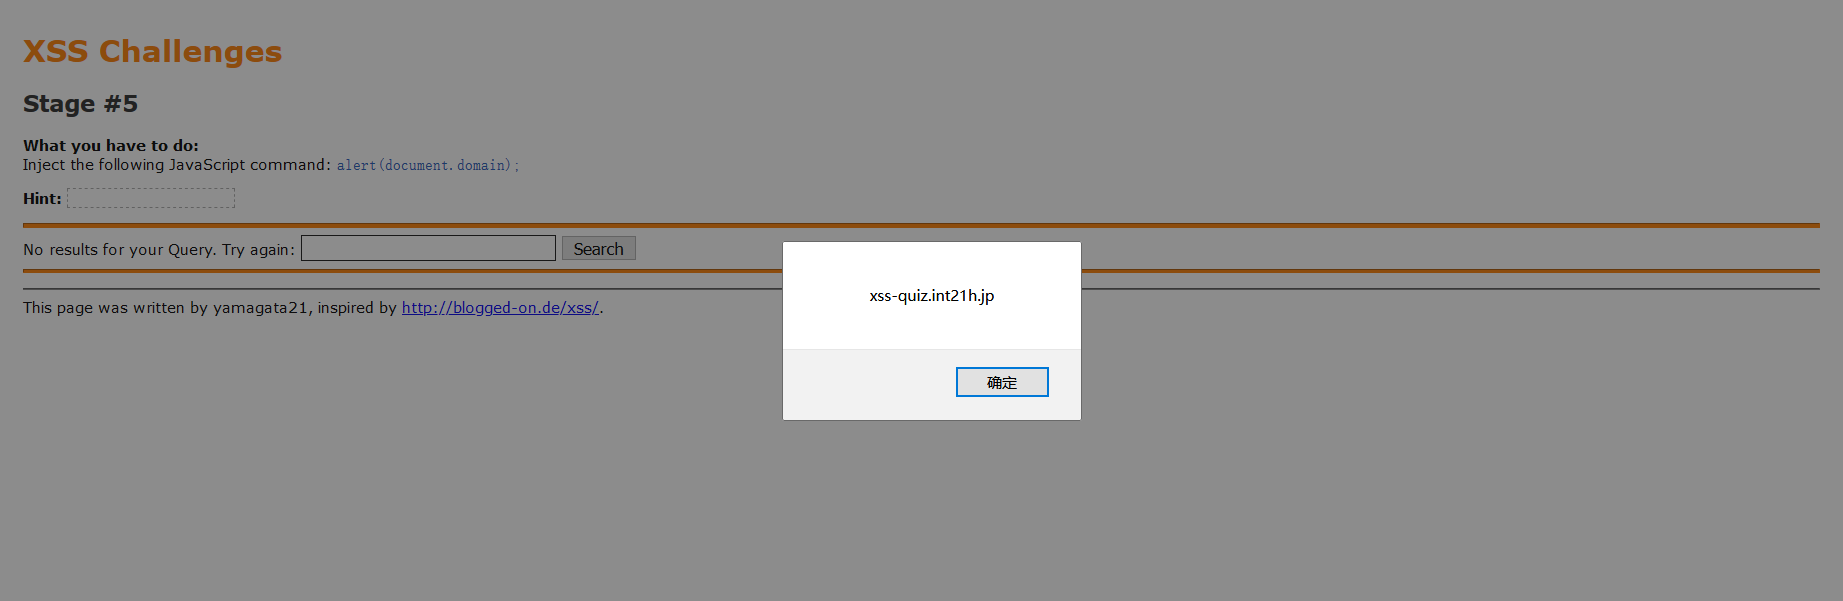 XSS Challenges
Stage #5
What you have to do:
Inject the following JavaScript command: alert(document.domain);
Hint:
No results for your Query. Try again: Search
xss-quiz.int21h.jp
确定
This page was written by yamagata21, inspired by http://blogged-on.de/xss/.